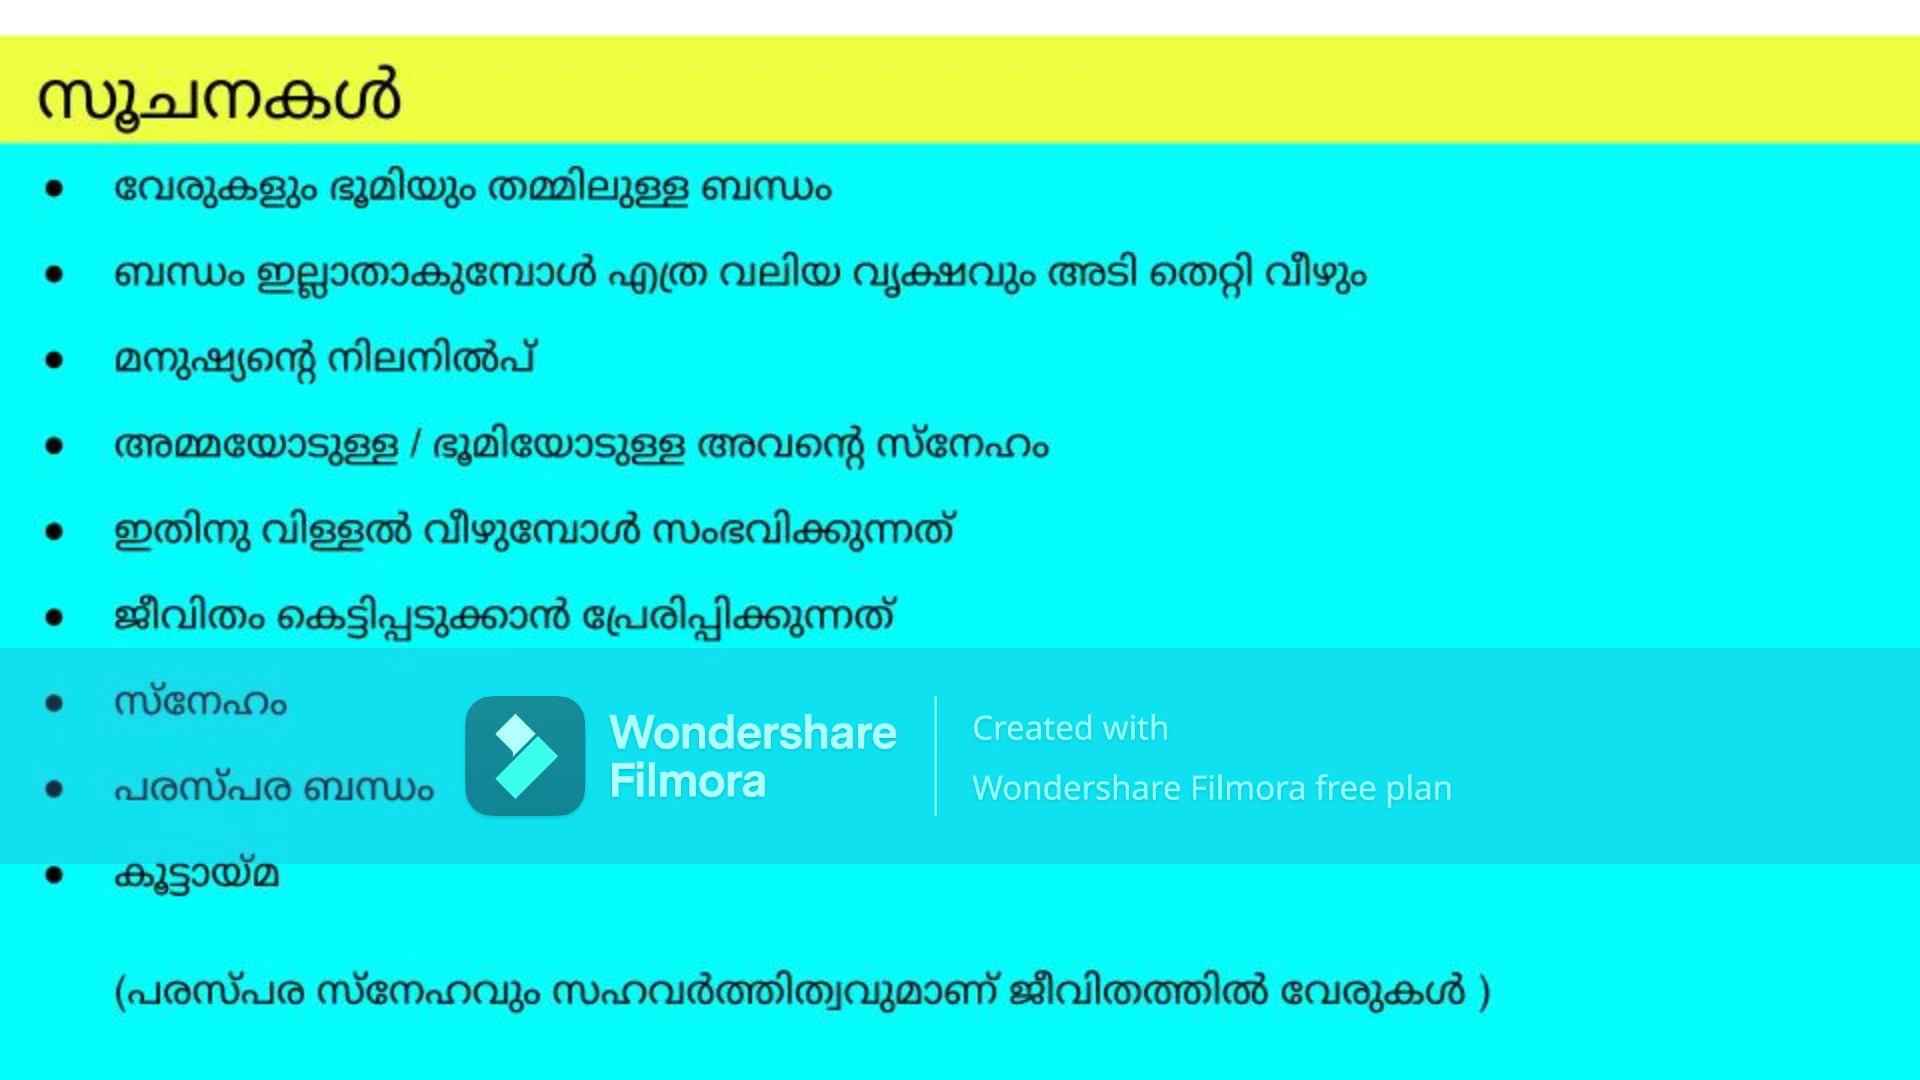 സൂചനകൾ
● വേരുകളും ഭൂമിയും തമ്മിലുള്ള ബന്ധം
● ബന്ധം ഇല്ലാതാകുമ്പോൾ എത്ര വലിയ വൃക്ഷവും അടി തെറ്റി വീഴും
● മനുഷ്യന്റെ നിലനിൽപ്
● അമ്മയോടുള്ള / ഭൂമിയോടുള്ള അവന്റെ സ്നേഹം
● ഇതിനു വിള്ളൽ വീഴുമ്പോൾ സംഭവിക്കുന്നത്
● ജീവിതം കെട്ടിപ്പടുക്കാൻ പ്രേരിപ്പിക്കുന്നത്
● സ്നേഹം
● പരസ്പര ബന്ധം
Wondershare
Filmora
Created with
Wondershare Filmora free plan
● കൂട്ടായ്മ
(പരസ്പര സ്നേഹവും സഹവർത്തിത്വവുമാണ് ജീവിതത്തിൽ വേരുകൾ )